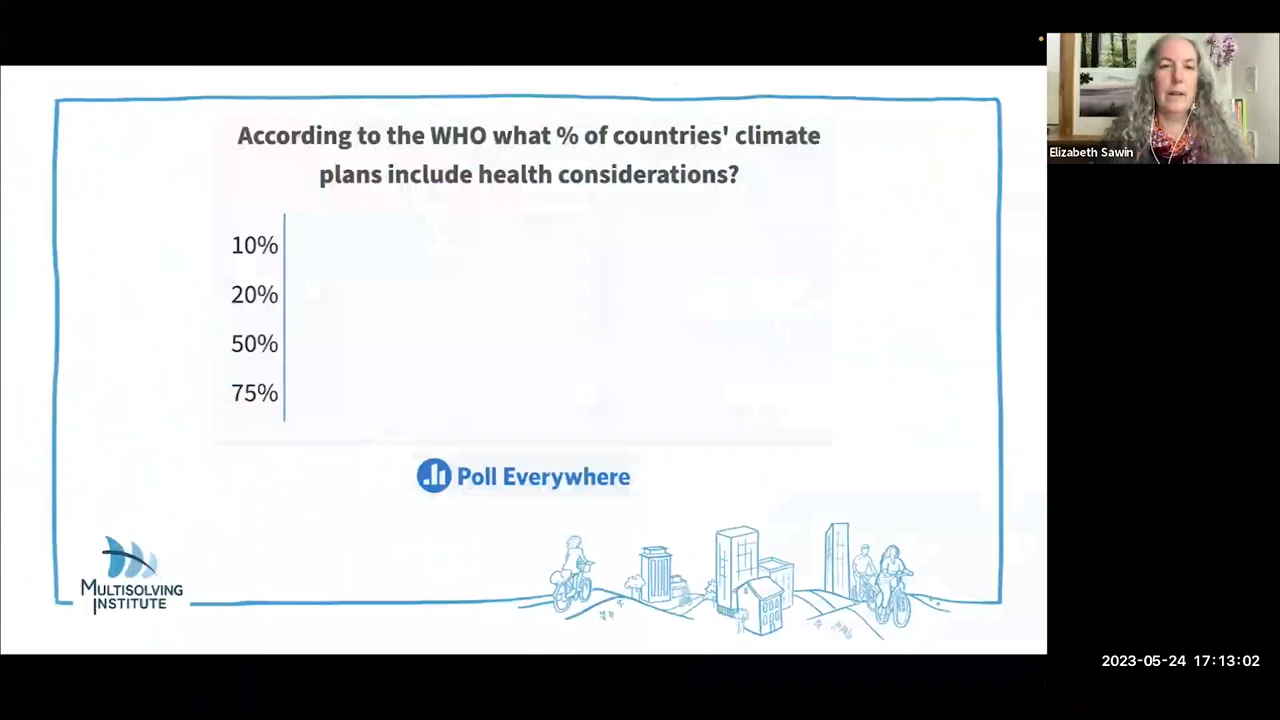 According to the WHO what % of countries' climate
plans include health considerations?
10%
20%
50%
75%
Poll Everywhere
MULTISOLVING
INSTITUTE
Elizabeth Sawin
2023-05-24 17:13:02